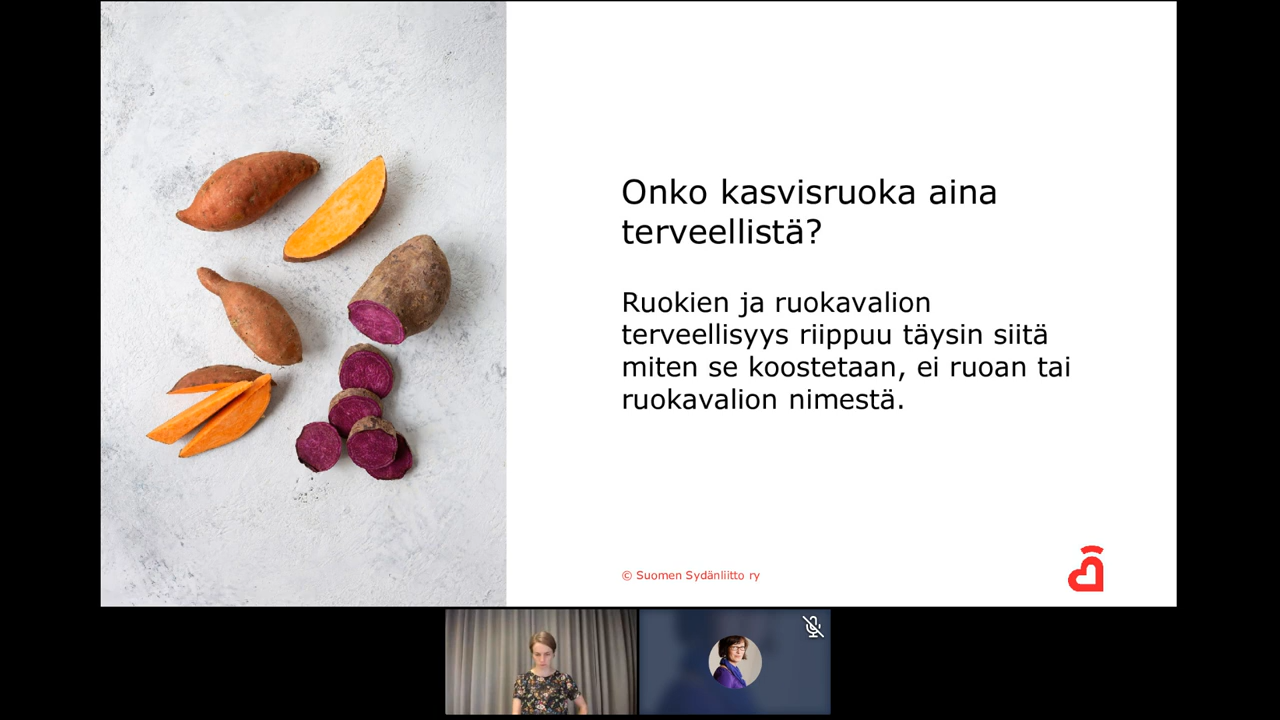 Onko kasvisruoka aina
terveellistä?
Ruokien ja ruokavalion
terveellisyys riippuu täysin siitä
miten se koostetaan, ei ruoan tai
ruokavalion nimestä.
© Suomen Sydänliitto ry